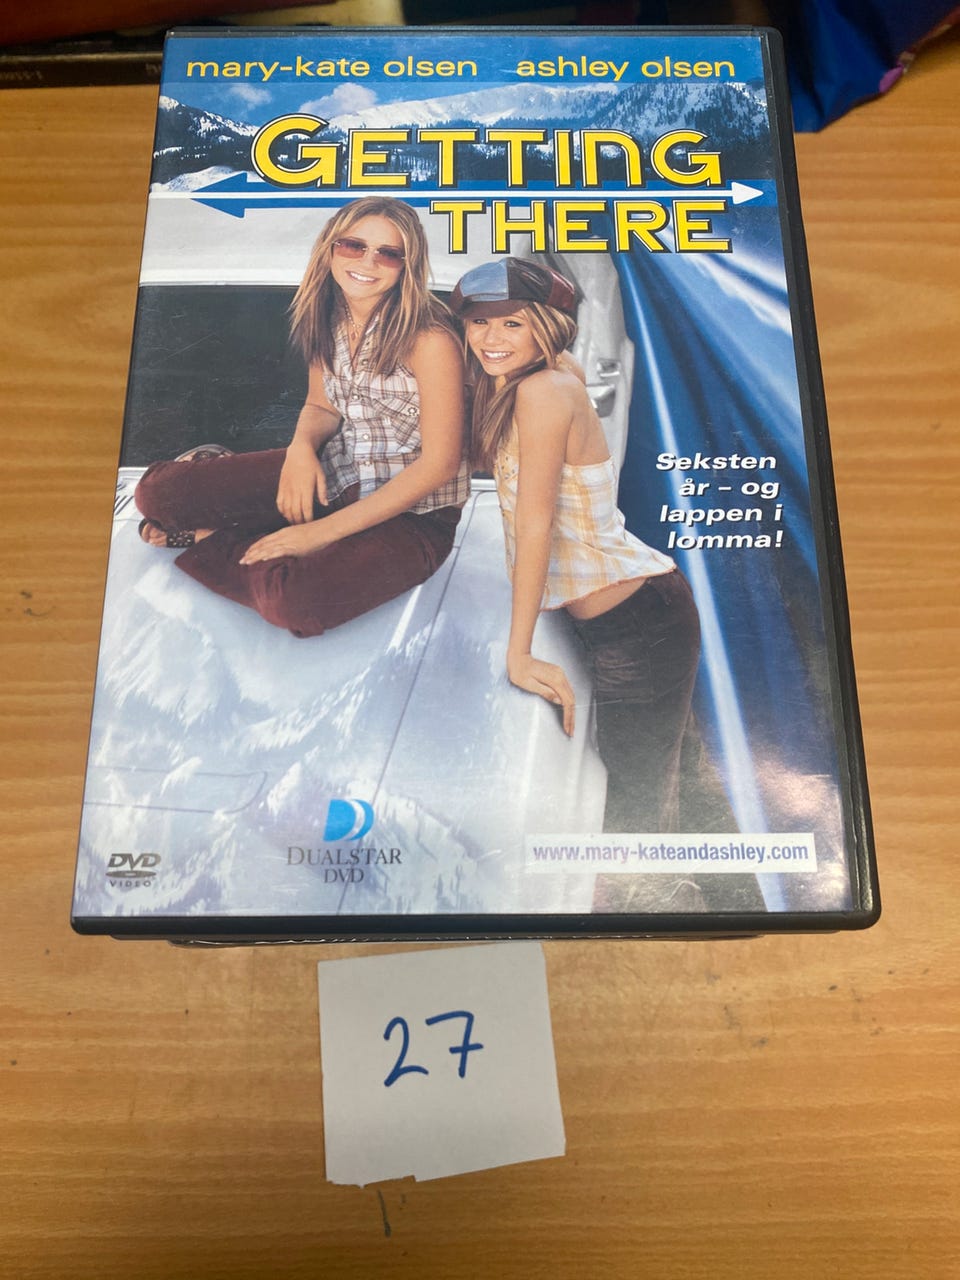 mary-kate olsen ashley olsen
GETTING
THERE
Seksten
år – og
lappen i
lomma!
DUALSTAR
DVD
DVD
VIDEO
www.mary-kateandashley.com
27